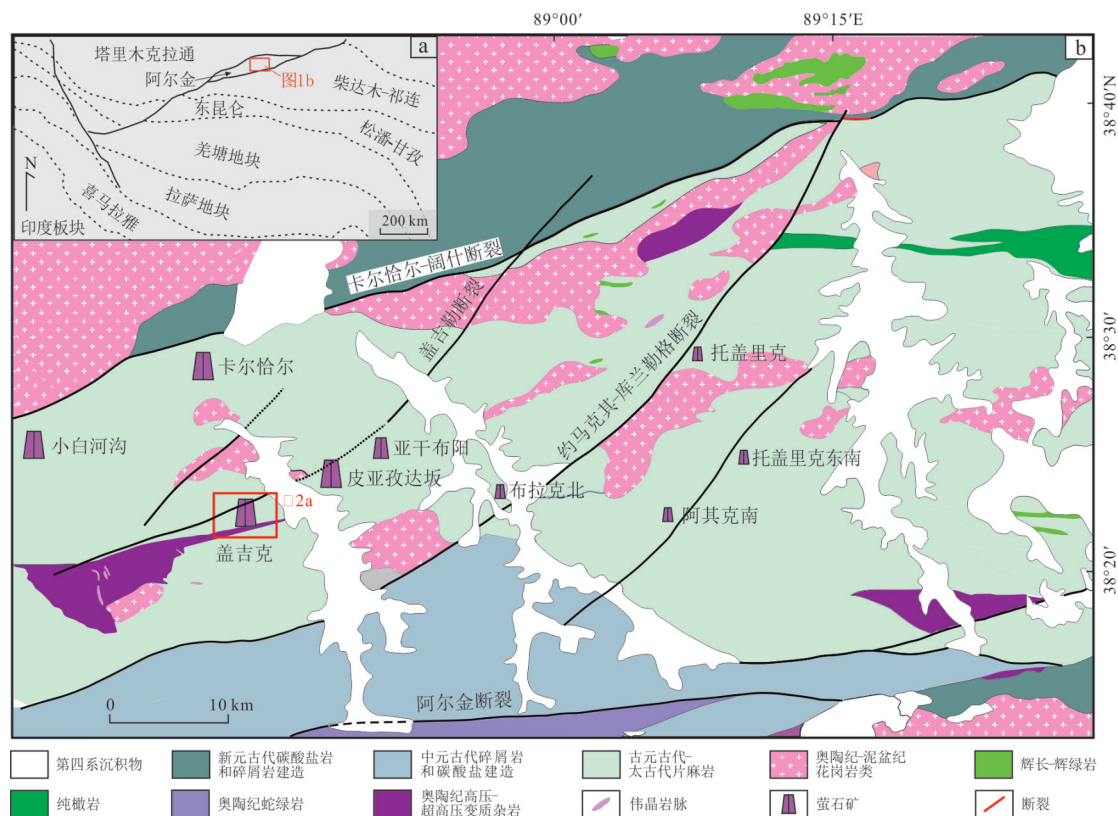 89°00′
89°15′E
a
b
塔里木克拉通
阿尔金
图1b
柴达木-祁连
东昆仑
松潘-甘孜
羌塘地块
N
喜马拉雅
拉萨地块
印度板块
200 km
38°40′N
38°30′
38°20′
卡尔恰尔-阔什断裂
盖吉勒断裂
约马克其-库兰勒格断裂
卡尔恰尔
托盖里克
小白河沟
亚干布阳
皮亚孜达坂
托盖里克东南
布拉克北
□2a
阿其克南
盖吉克
阿尔金断裂
0 10 km
第四系沉积物
新元古代碳酸盐岩
和碎屑岩建造
中元古代碎屑岩
和碳酸盐建造
古元古代-
太古代片麻岩
奥陶纪-泥盆纪
花岗岩类
辉长-辉绿岩
纯橄岩
奥陶纪蛇绿岩
奥陶纪高压-
超高压变质杂岩
伟晶岩脉
萤石矿
断裂